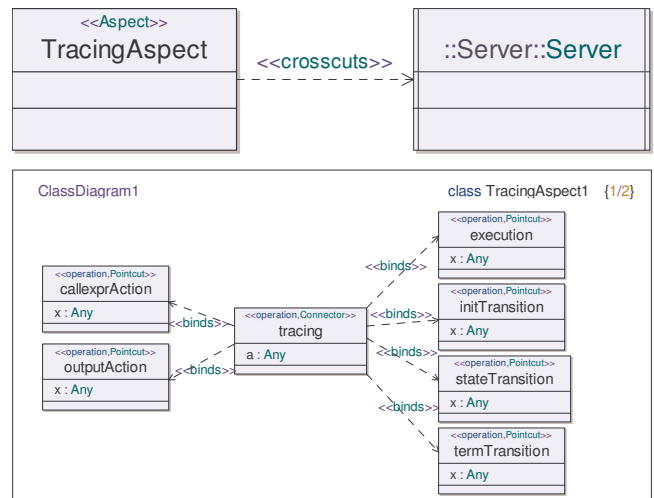 <<Aspect>>
TracingAspect
<<crosscuts>>
::Server::Server
ClassDiagram1
class TracingAspect1 {1/2}
<<operation,Pointcut>>
execution
x : Any
<<binds>>
<<operation,Pointcut>>
callexprAction
x : Any
<<binds>>
<<operation,Connector>>
tracing
a : Any
<<binds>>
<<operation,Pointcut>>
initTransition
x : Any
<<operation,Pointcut>>
outputAction
x : Any
<<binds>>
<<binds>>
<<operation,Pointcut>>
stateTransition
x : Any
<<binds>>
<<operation,Pointcut>>
termTransition
x : Any